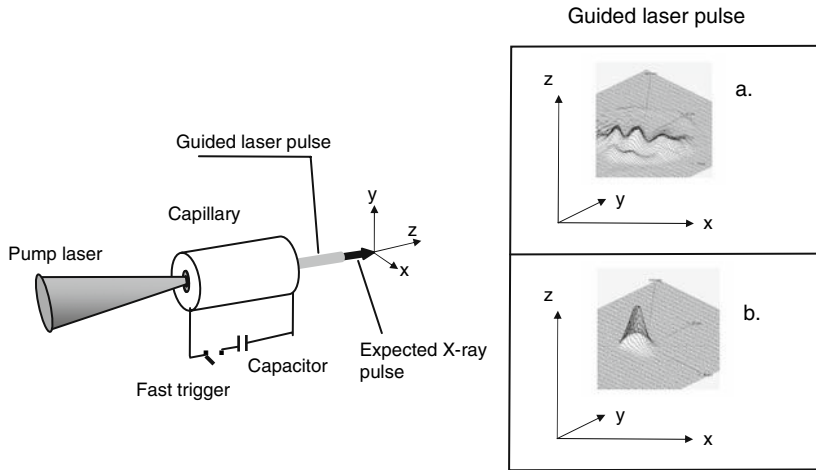 Guided laser pulse
a.
z
y
x
b.
z
y
x
Guided laser pulse
Capillary
Pump laser
y
z
x
Expected X-ray
pulse
Capacitor
Fast trigger